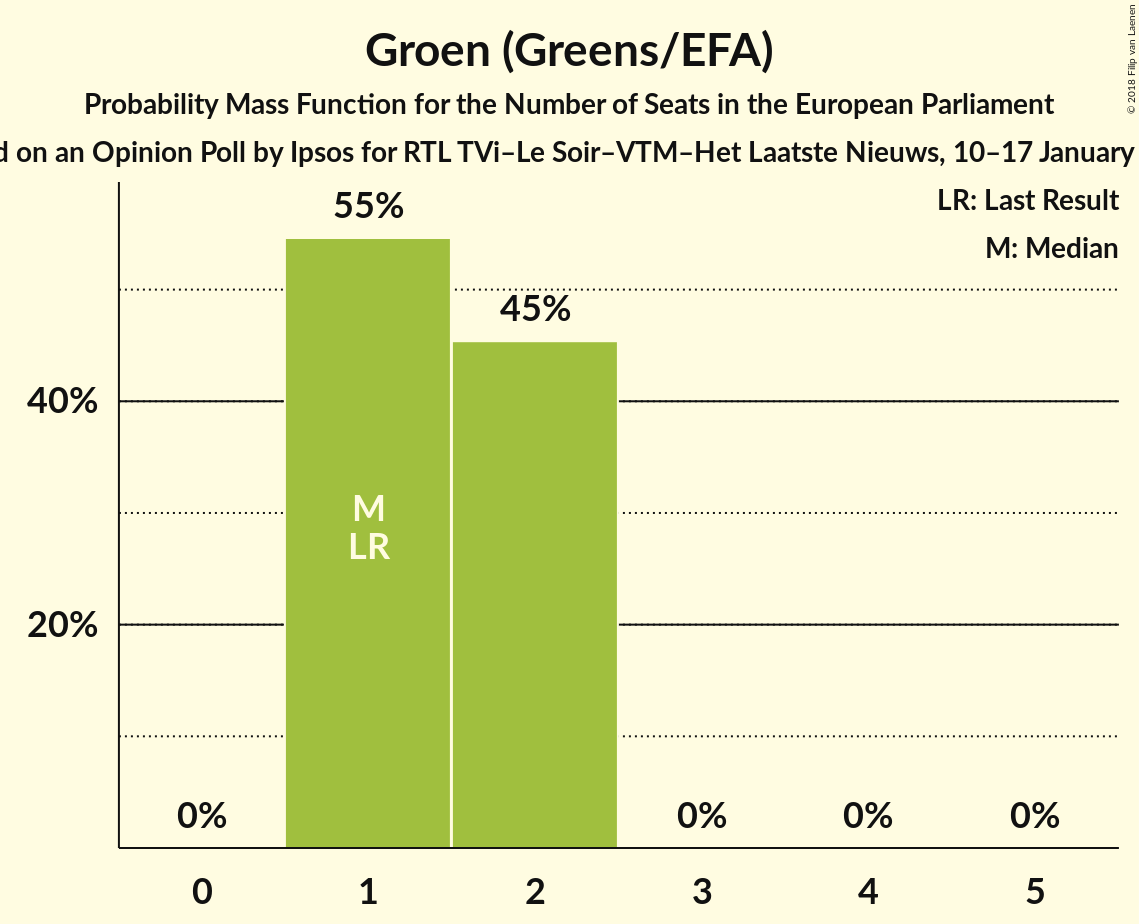 Groen (Greens/EFA)
Probability Mass Function for the Number of Seats in the European Parliament
on an Opinion Poll by Ipsos for RTL TVi–Le Soir–VTM–Het Laatste Nieuws, 10–17 January
© 2018 Filip van Laenen
LR: Last Result
M: Median
55%
45%
40%
20%
M
LR
0%
0%
0%
0%
0
1
2
3
4
5